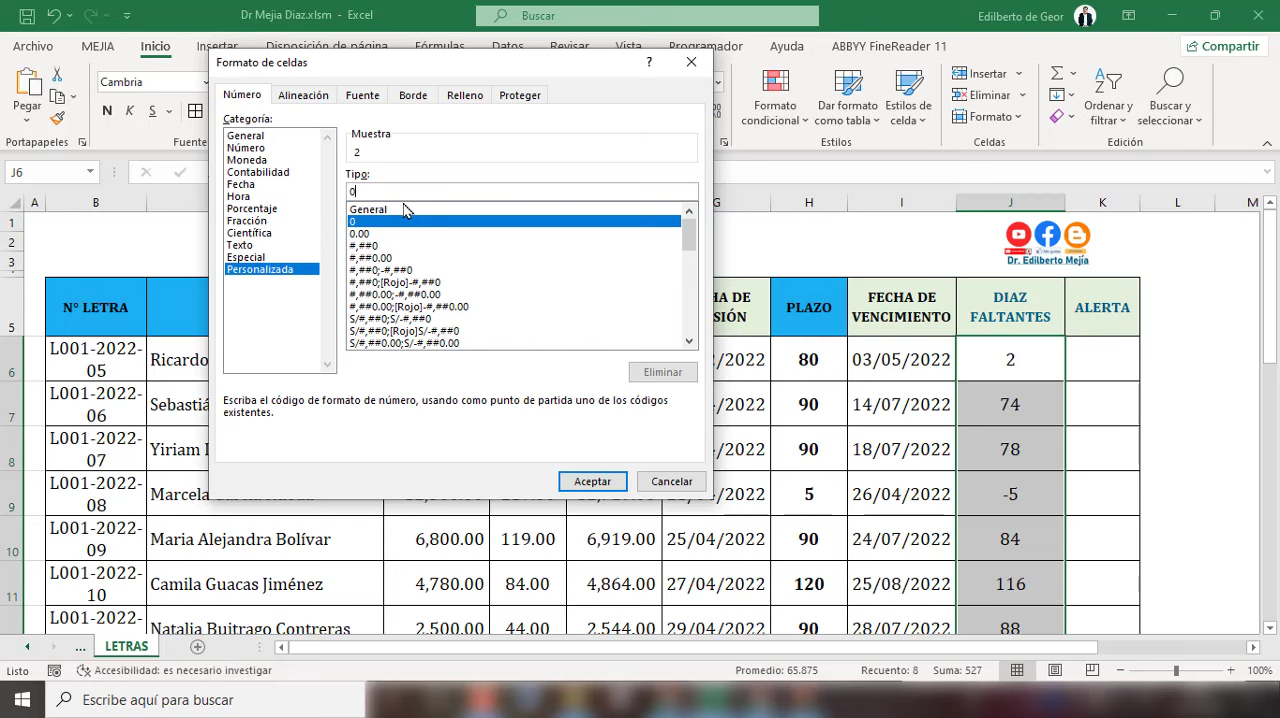 Dr Mejia Diaz.xlsm - Excel
Buscar
Edilberto de Geor
Archivo MEJIA Inicio Insertar Disposición de página Fórmulas Datos Revisar Vista Programador Ayuda ABBYY FineReader 11
Compartir
Formato de celdas
? ×
Pegar
Cambria
N K S
Formato condicional
Dar formato como tabla
Estilos de celda
Insertar
Eliminar
Formato
Ordenar y filtrar
Buscar y seleccionar
Portapapeles
Fuente
Estilos
Celdas
Edición
Número Alineación Fuente Borde Relleno Proteger
Categoría:
General
Número
Moneda
Contabilidad
Fecha
Hora
Porcentaje
Fracción
Científica
Texto
Especial
Personalizada
Muestra
2
Tipo:
0
General
0
0.00
#,##0
#,##0.00
#,##0;-#,##0
#,##0;[Rojo]-#,##0
#,##0.00;-#,##0.00
#,##0.00;[Rojo]-#,##0.00
S/#,##0;S/-#,##0
S/#,##0;[Rojo]S/-#,##0
S/#,##0.00;S/-#,##0.00
Eliminar
Escriba el código de formato de número, usando como punto de partida uno de los códigos
existentes.
Aceptar Cancelar
J6
A B G H I J K L M
1
2
3
Dr. Edilberto Mejía
5
N° LETRA
HA DE
PLAZO
FECHA DE
VENCIMIENTO
DIAZ
FALTANTES
ALERTA
6 L001-2022-
05 Ricardo /2022 80 03/05/2022 2
7 L001-2022-
06 Sebastiá 90 14/07/2022 74
8 L001-2022-
07 Yiriam 90 18/07/2022 78
9 L001-2022-
08 Marcela 5 26/04/2022 -5
10 L001-2022-
09 Maria Alejandra Bolívar 6,800.00 119.00 6,919.00 25/04/2022 90 24/07/2022 84
11 L001-2022-
10 Camila Guacas Jiménez 4,780.00 84.00 4,864.00 27/04/2022 120 25/08/2022 116
L001-2022- Natalia Buitrago Contreras 2,500.00 44.00 2,544.00 29/04/2022 90 28/07/2022 88
... LETRAS
Listo
Accesibilidad: es necesario investigar
Promedio: 65.875 Recuento: 8 Suma: 527
100%
Escribe aquí para buscar